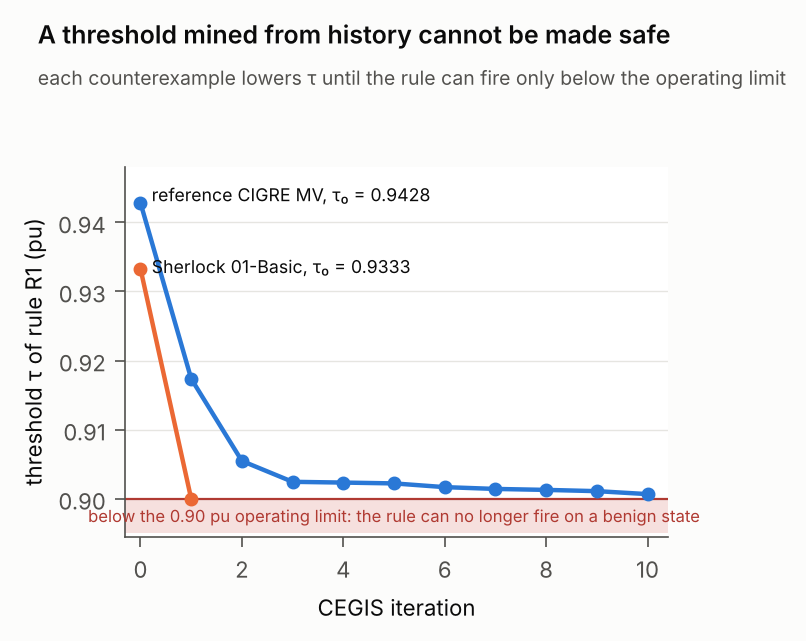 A threshold mined from history cannot be made safe
each counterexample lowers τ until the rule can fire only below the operating limit
threshold τ of rule R1 (pu)
0.94
0.93
0.92
0.91
0.90
reference CIGRE MV, τ₀ = 0.9428
Sherlock 01-Basic, τ₀ = 0.9333
below the 0.90 pu operating limit: the rule can no longer fire on a benign state
0 2 4 6 8 10
CEGIS iteration